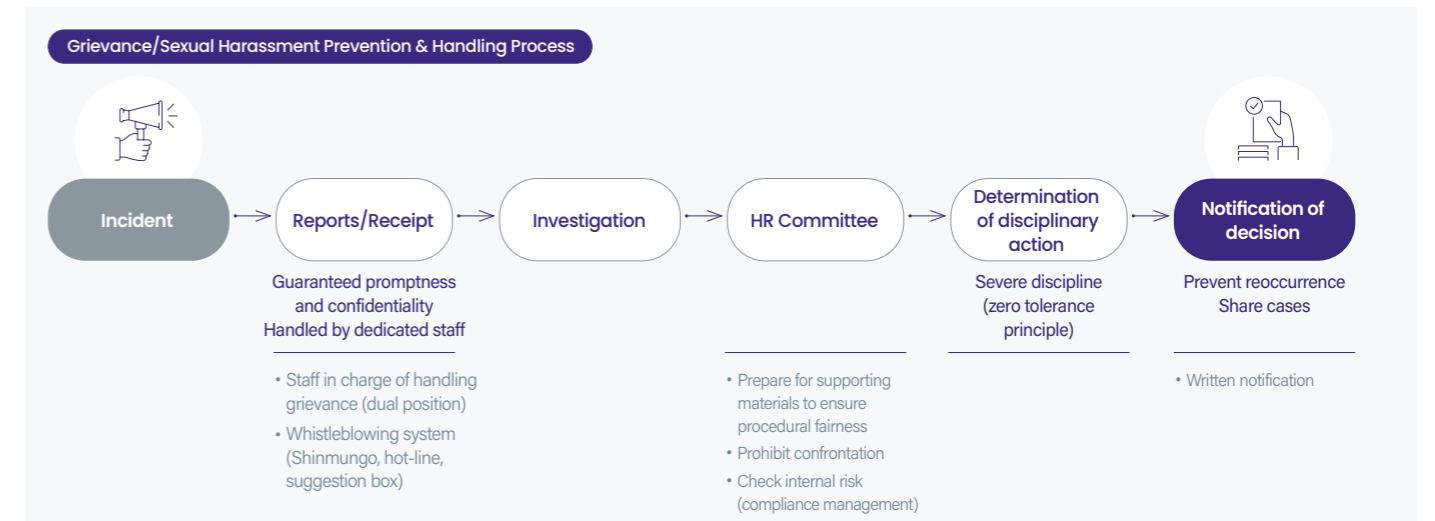 Grievance/Sexual Harassment Prevention & Handling Process
Incident
Reports/Receipt
Guaranteed promptness
and confidentiality
Handled by dedicated staff
• Staff in charge of handling
grievance (dual position)
• Whistleblowing system
(Shinmungo, hot-line,
suggestion box)
Investigation
HR Committee
• Prepare for supporting
materials to ensure
procedural fairness
• Prohibit confrontation
• Check internal risk
(compliance management)
Determination
of disciplinary
action
Severe discipline
(zero tolerance
principle)
Notification of
decision
Prevent reoccurrence
Share cases
• Written notification